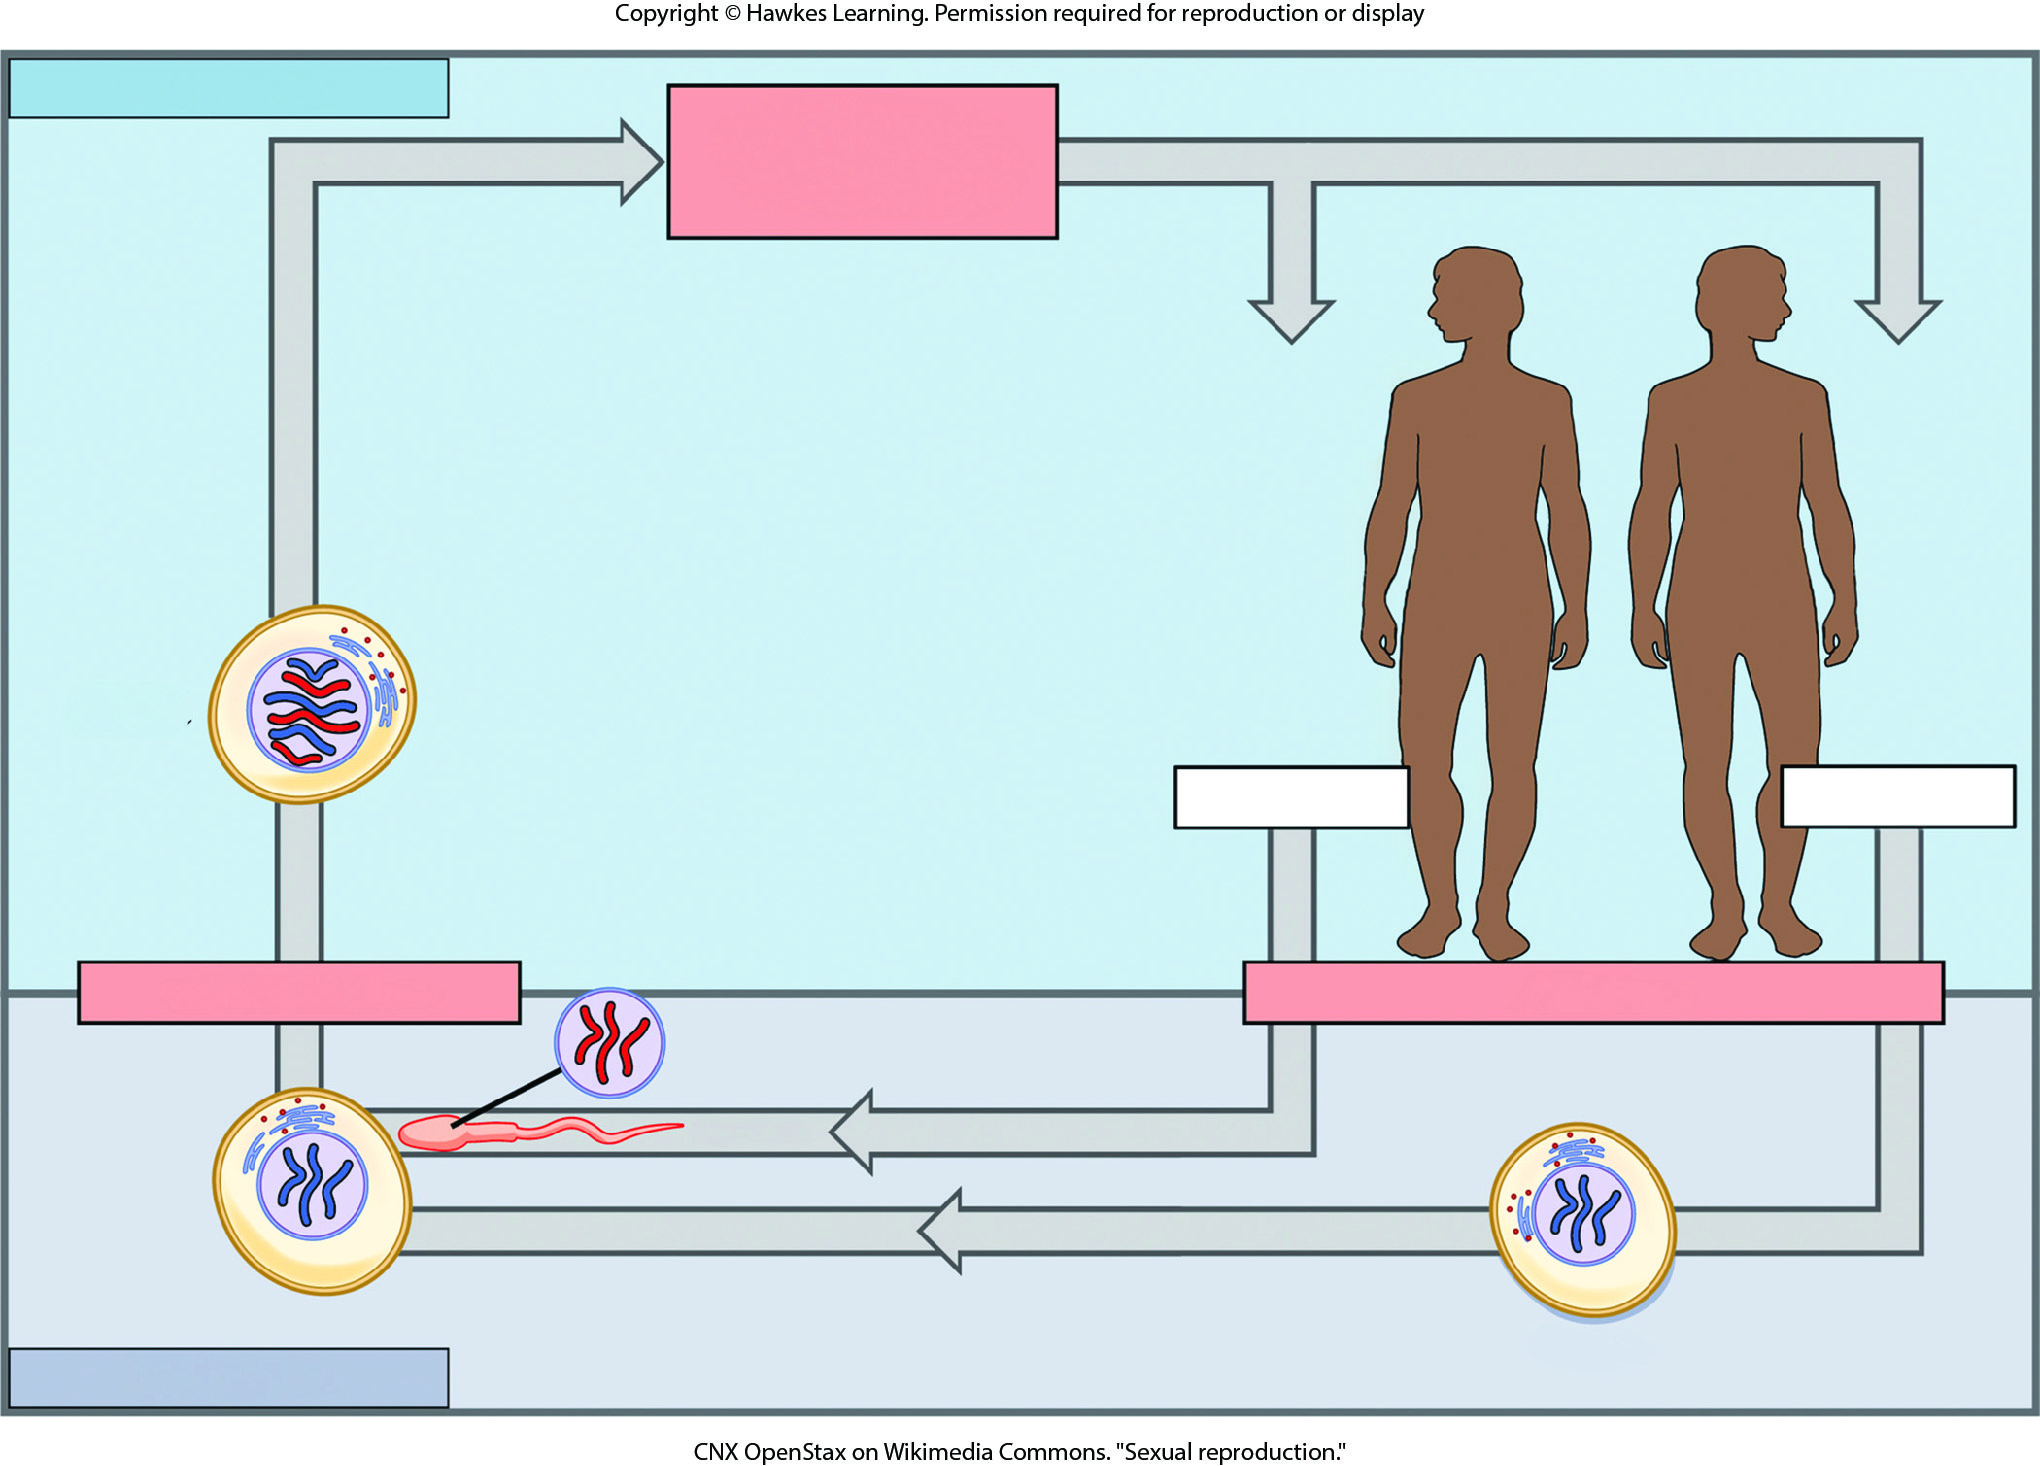 Copyright © Hawkes Learning. Permission required for reproduction or display
CNX OpenStax on Wikimedia Commons. "Sexual reproduction."